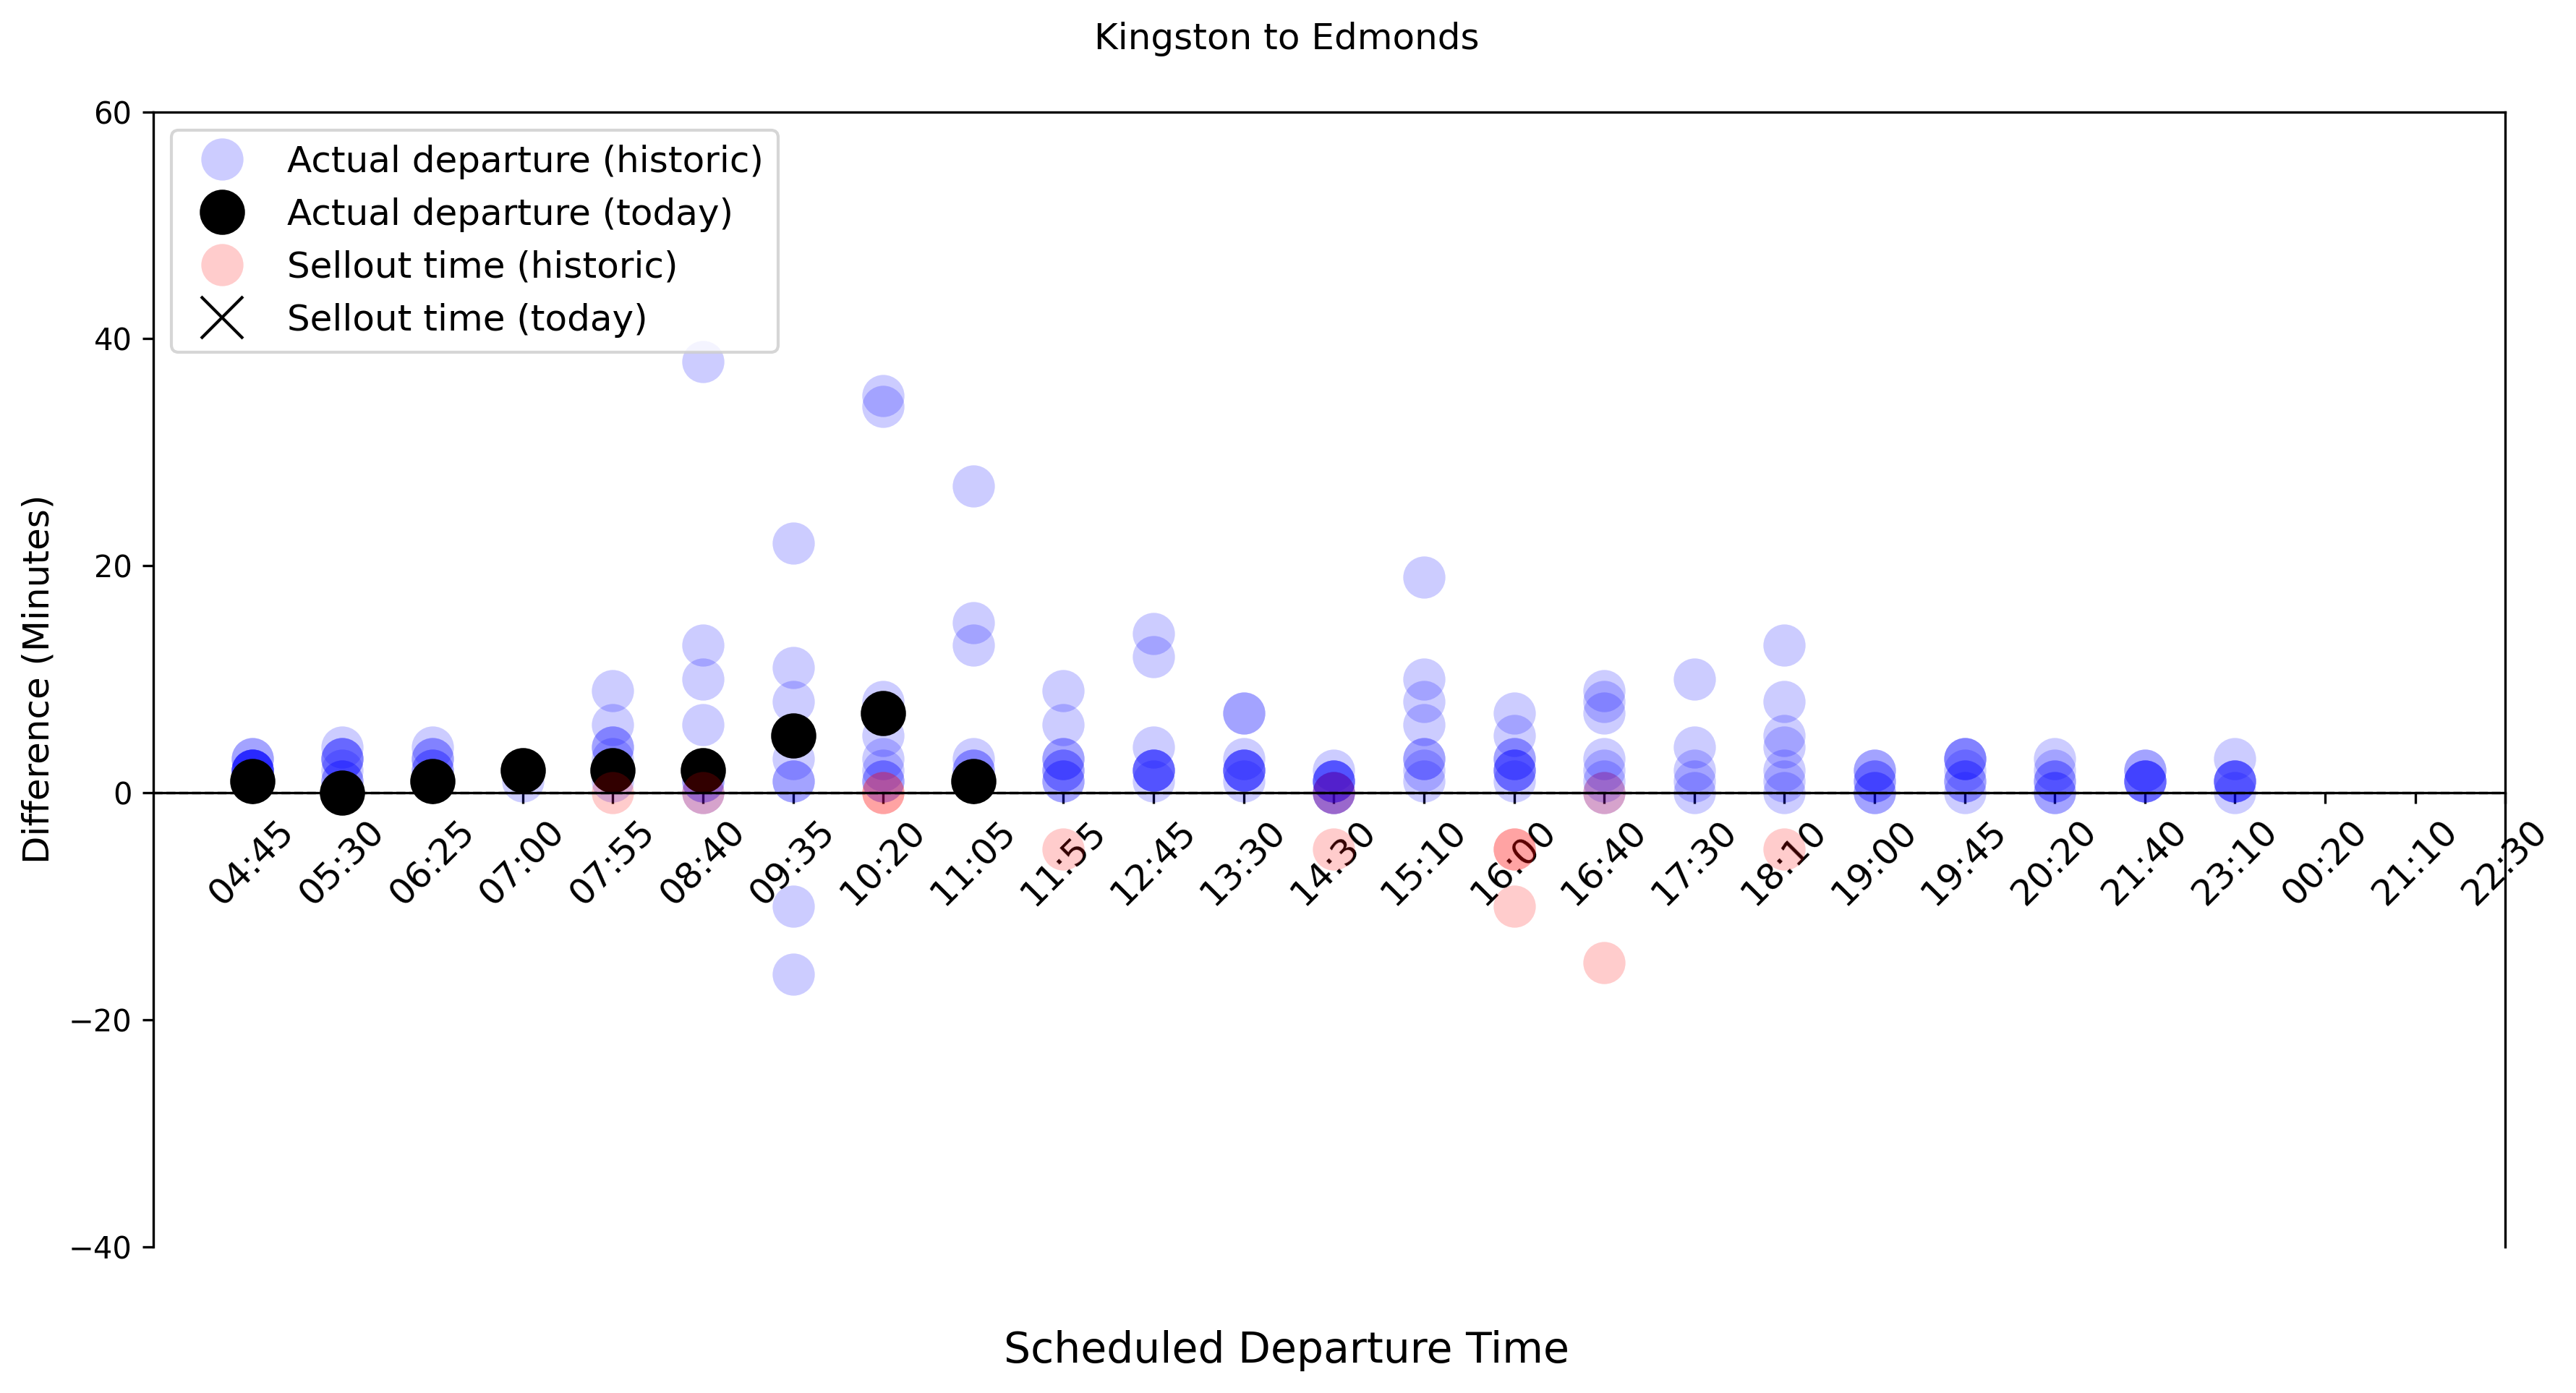 Kingston to Edmonds
60
Actual departure (historic)
Actual departure (today)
Sellout time (historic)
Sellout time (today)
40
20
0
−20
−40
Difference (Minutes)
04:45 05:30 06:25 07:00 07:55 08:40 09:35 10:20 11:05 11:55 12:45 13:30 14:30 15:10 16:00 16:40 17:30 18:10 19:00 19:45 20:20 21:40 23:10 00:20 21:10 22:30
Scheduled Departure Time